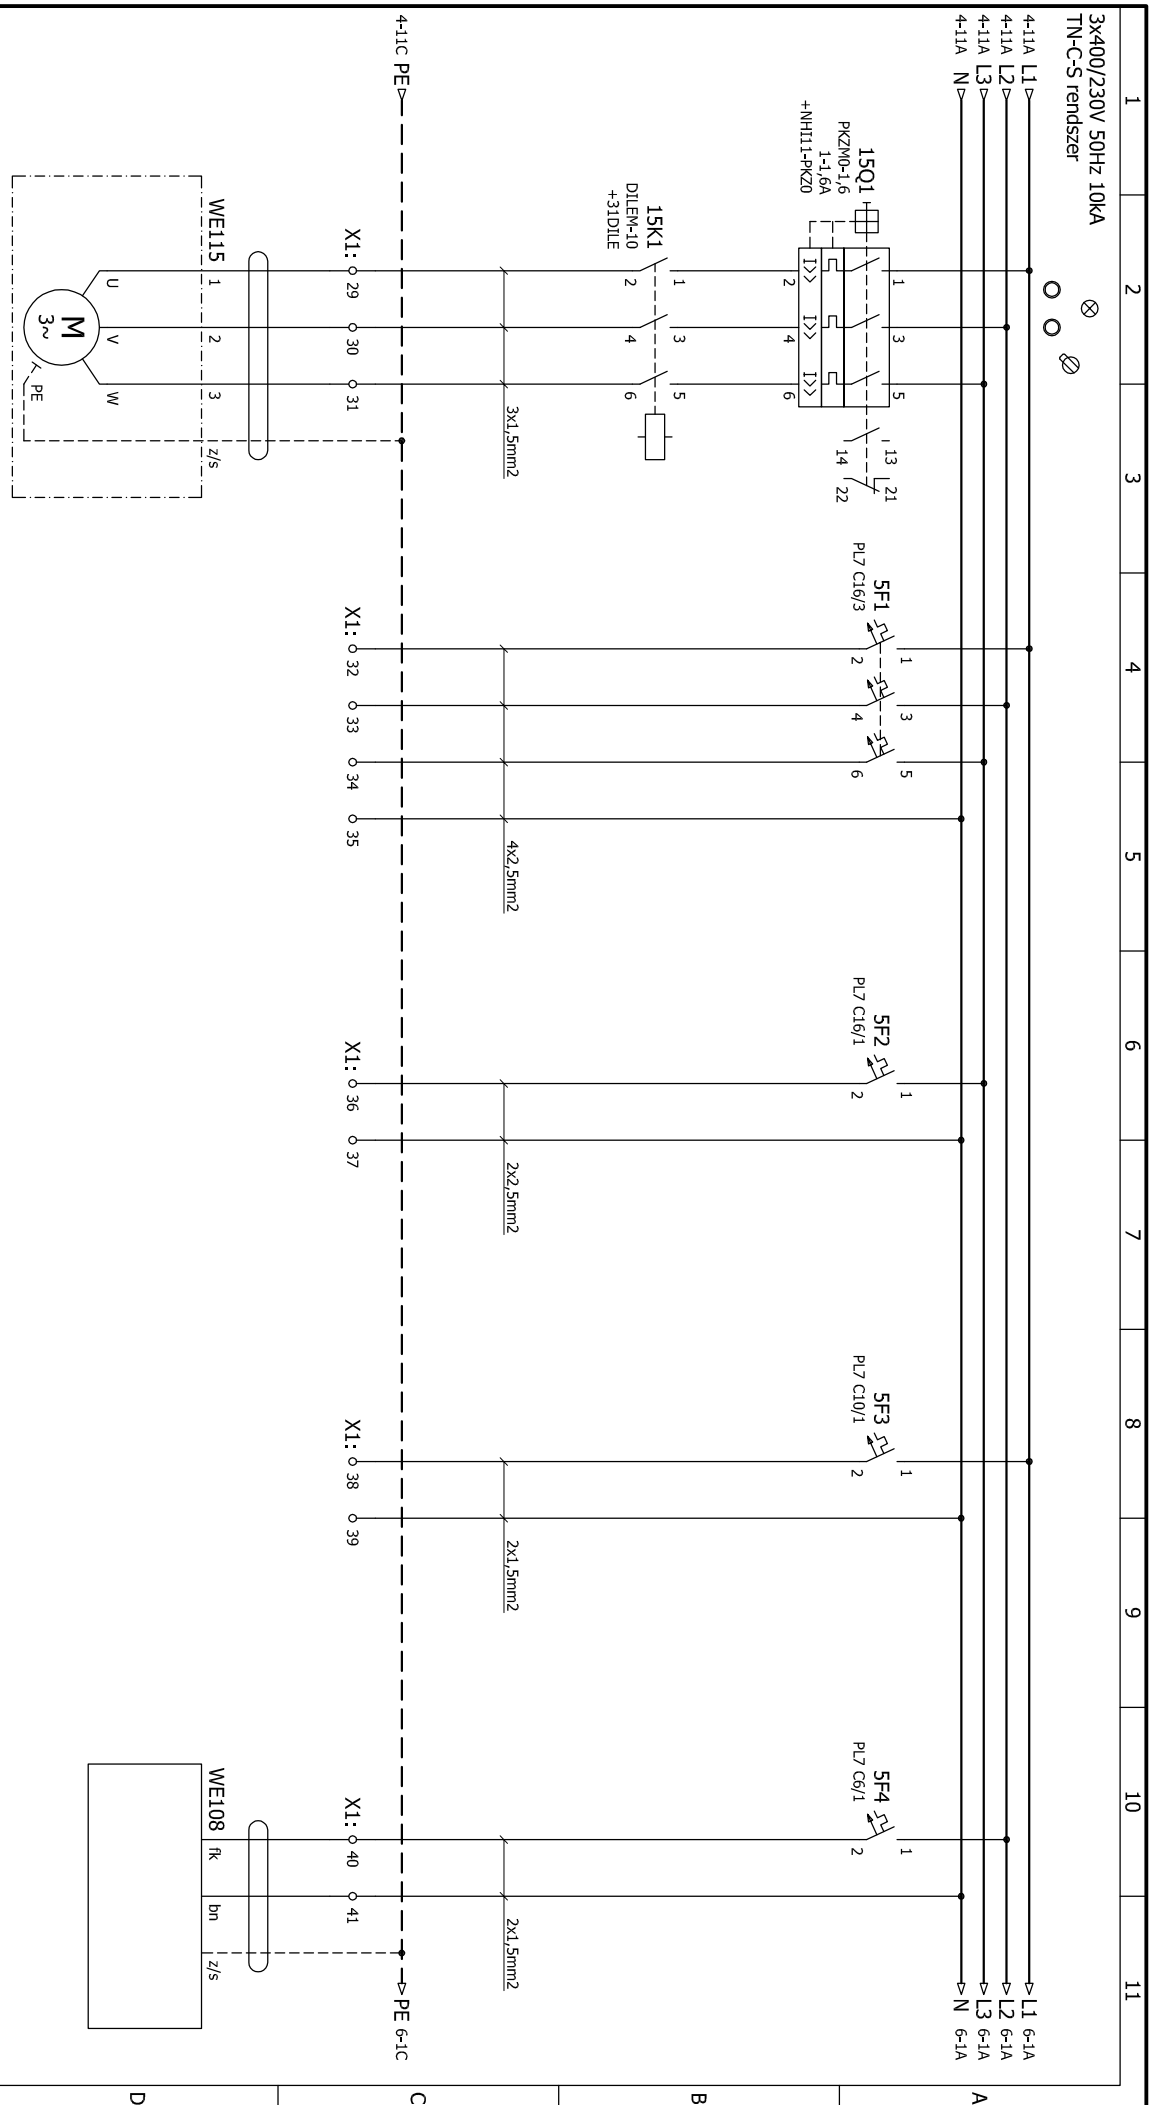 1 2 3 4 5 6 7 8 9 10 11
3x400/230V 50Hz 10kA
TN-C-S rendszer
4-11A L1
4-11A L2
4-11A L3
4-11A N
L1 6-1A
L2 6-1A
L3 6-1A
N 6-1A
A
15Q1
PKZM0-1,6
1-1,6A
+NHI11-PKZ0
1 3 5 13 21
I>> I>> I>>
2 4 6 14 22
5F1
PL7 C16/3
1 3 5
2 4 6
5F2
PL7 C16/1
1
2
5F3
PL7 C10/1
1
2
5F4
PL7 C6/1
1
2
B
15K1
DILEM-10
+31DILE
1 3 5
2 4 6
3x1,5mm2
4x2,5mm2
2x2,5mm2
2x1,5mm2
2x1,5mm2
4-11C PE
PE 6-1C
C
X1: 29 30 31
X1: 32 33 34 35
X1: 36 37
X1: 38 39
X1: 40 41
WE115 1 2 3 z/s
U V W
M
3~
PE
WE108 fk bn z/s
D